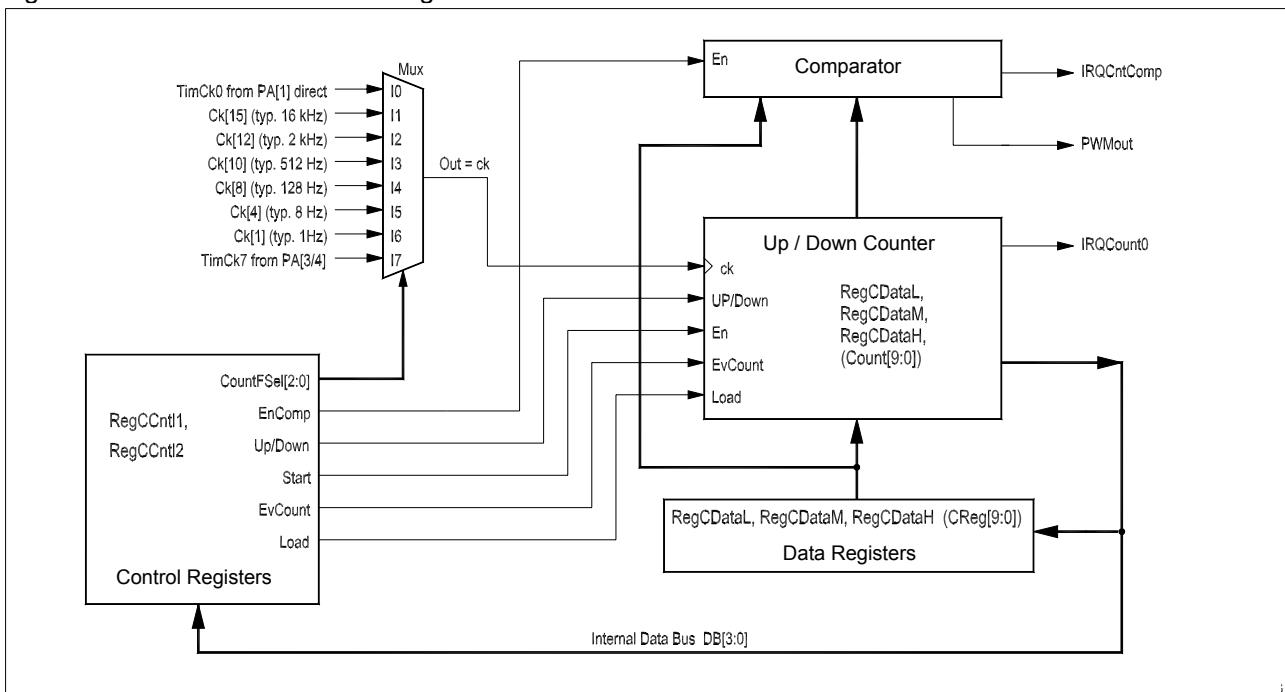 Mux
TimCk0 from PA[1] direct
Ck[15] (typ. 16 kHz)
Ck[12] (typ. 2 kHz)
Ck[10] (typ. 512 Hz)
Ck[8] (typ. 128 Hz)
Ck[4] (typ. 8 Hz)
Ck[1] (typ. 1Hz)
TimCk7 from PA[3/4]
I0
I1
I2
I3
I4
I5
I6
I7
Out = ck
En
Comparator
IRQCntComp
PWMout
Up / Down Counter
IRQCount0
ck
UP/Down
En
EvCount
Load
RegCDataL,
RegCDataM,
RegCDataH,
(Count[9:0])
CountFSel[2:0]
EnComp
Up/Down
Start
EvCount
Load
RegCCntl1,
RegCCntl2
Control Registers
RegCDataL, RegCDataM, RegCDataH (CReg[9:0])
Data Registers
Internal Data Bus DB[3:0]